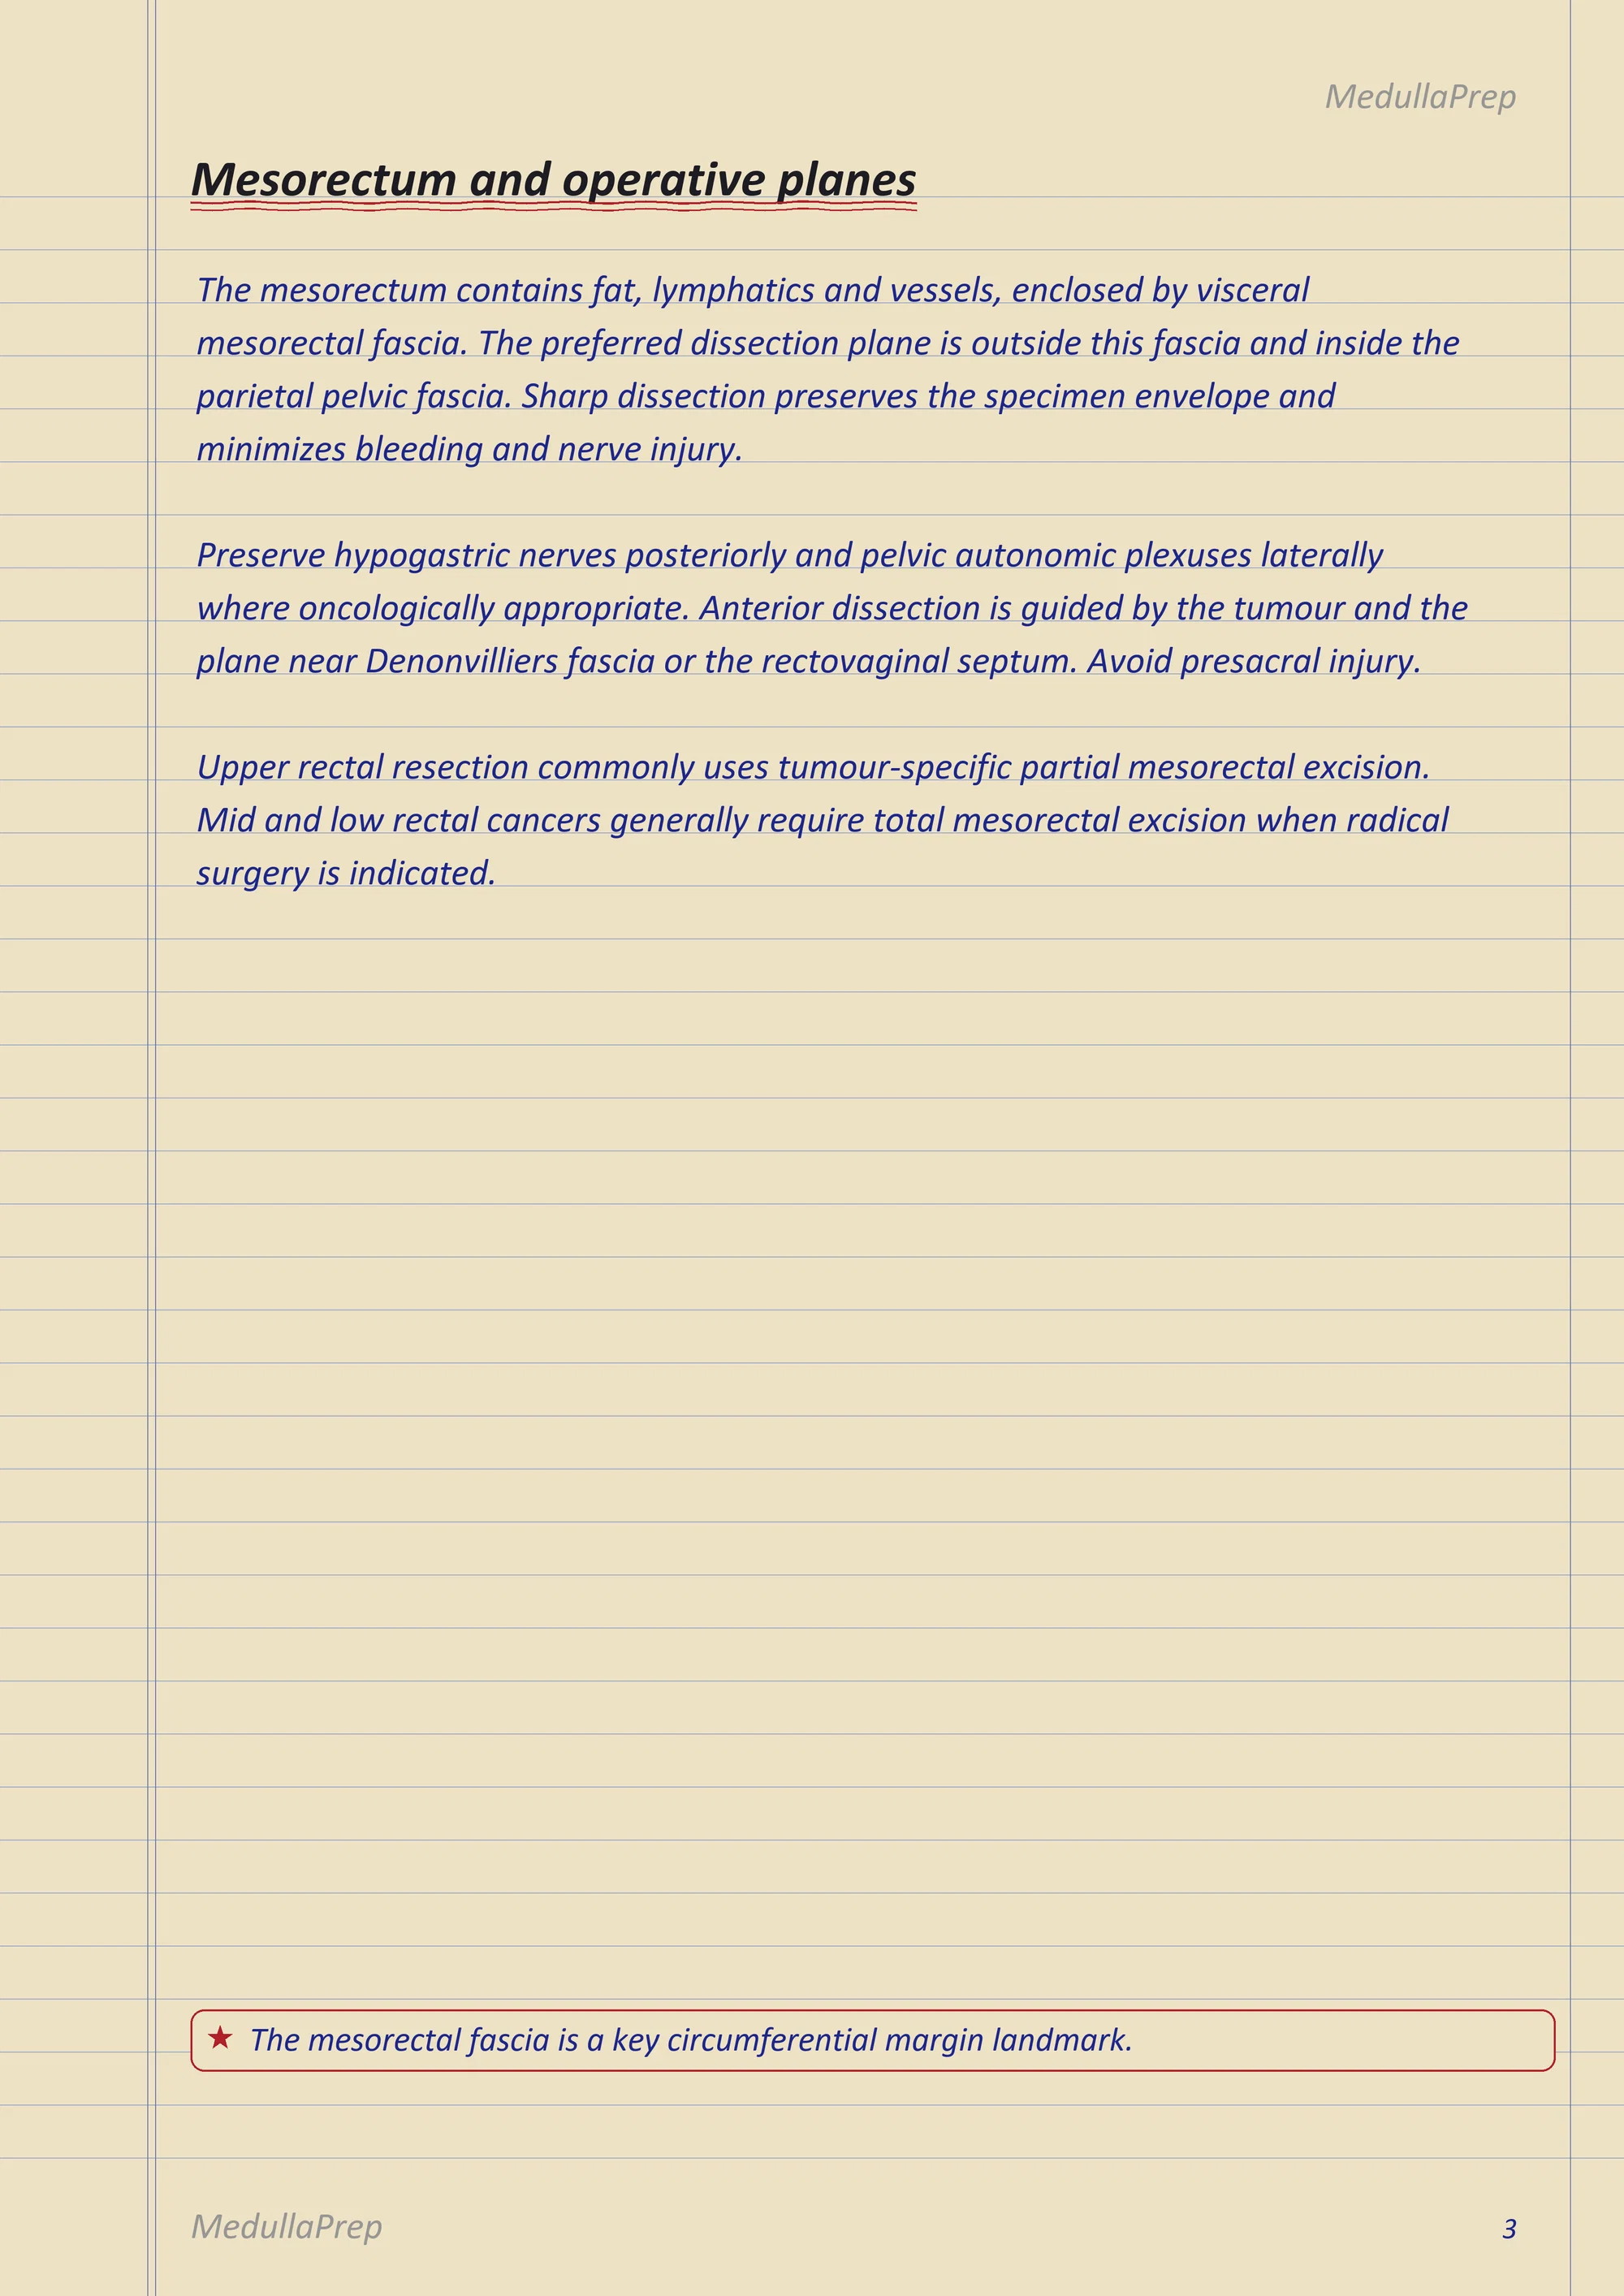 MedullaPrep
Mesorectum and operative planes
The mesorectum contains fat, lymphatics and vessels, enclosed by visceral
mesorectal fascia. The preferred dissection plane is outside this fascia and inside the
parietal pelvic fascia. Sharp dissection preserves the specimen envelope and
minimizes bleeding and nerve injury.
Preserve hypogastric nerves posteriorly and pelvic autonomic plexuses laterally
where oncologically appropriate. Anterior dissection is guided by the tumour and the
plane near Denonvilliers fascia or the rectovaginal septum. Avoid presacral injury.
Upper rectal resection commonly uses tumour-specific partial mesorectal excision.
Mid and low rectal cancers generally require total mesorectal excision when radical
surgery is indicated.
★ The mesorectal fascia is a key circumferential margin landmark.
MedullaPrep
3